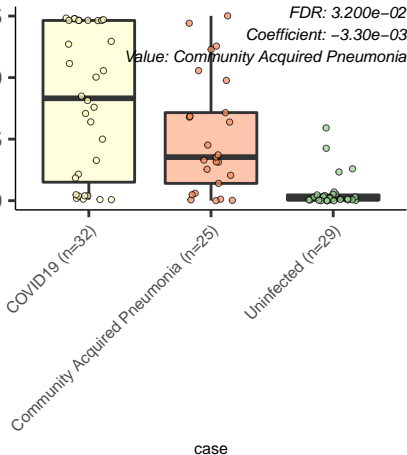 FDR: 3.200e−02
Coefficient: −3.30e−03
Value: Community Acquired Pneumonia
COVID19 (n=32)
Community Acquired Pneumonia (n=25)
Uninfected (n=29)
case